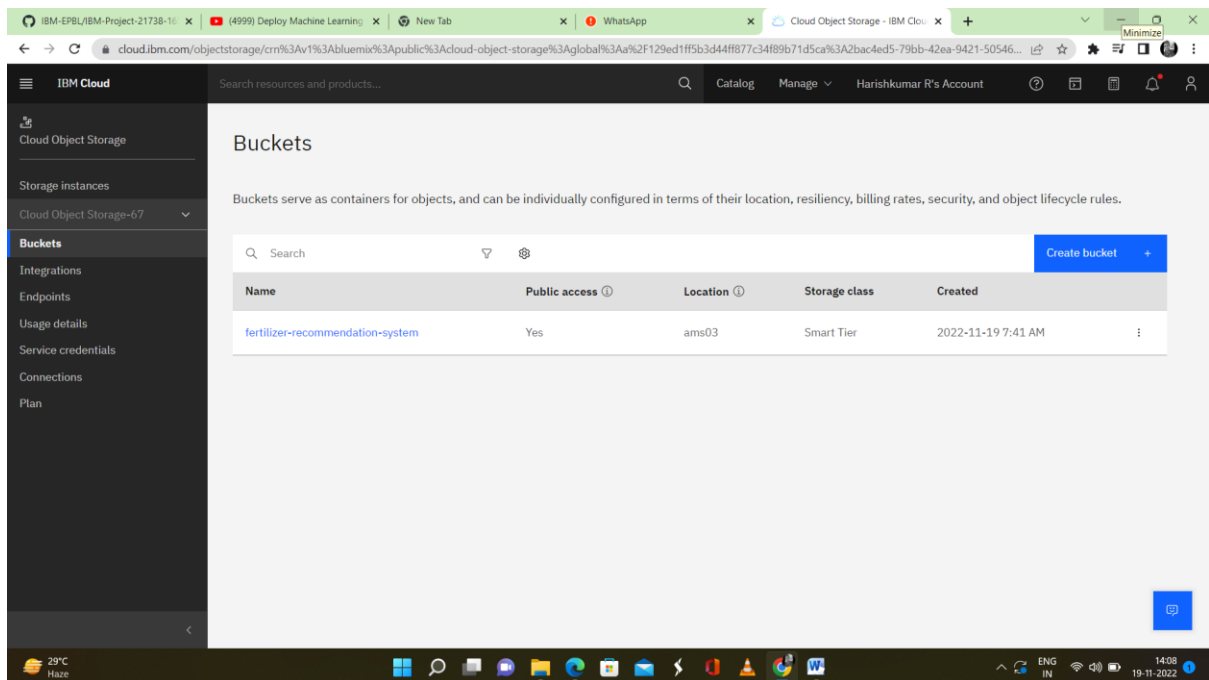 IBM-EPBL/IBM-Project-21738-16
(4999) Deploy Machine Learning
New Tab
WhatsApp
Cloud Object Storage - IBM Clou
Minimize
cloud.ibm.com/objectstorage/crn%3Av1%3Abluemix%3Apublic%3Acloud-object-storage%3Aglobal%3Aa%2F129ed1ff5b3d44ff877c34f89b71d5ca%3A2bac4ed5-79bb-42ea-9421-50546...
IBM Cloud
Search resources and products...
Catalog
Manage
Harishkumar R's Account
Cloud Object Storage
Storage instances
Cloud Object Storage-67
Buckets
Integrations
Endpoints
Usage details
Service credentials
Connections
Plan
Buckets
Buckets serve as containers for objects, and can be individually configured in terms of their location, resiliency, billing rates, security, and object lifecycle rules.
Search
Create bucket +
Name Public access Location Storage class Created
fertilizer-recommendation-system Yes ams03 Smart Tier 2022-11-19 7:41 AM
29°C
Haze
ENG
IN
14:08
19-11-2022
1